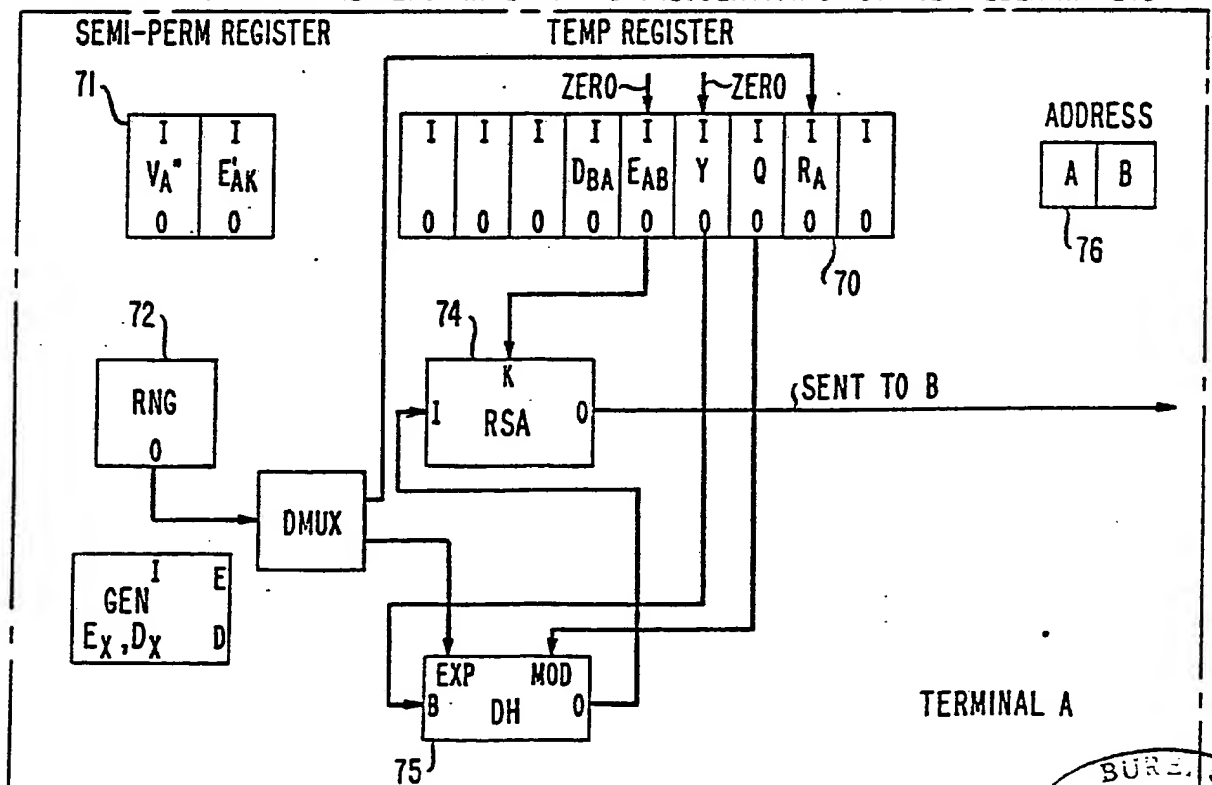 SEMI-PERM REGISTER
TEMP REGISTER
71
ZERO
ZERO
I I
V_A" E'_AK
0 0
I I I I I I I I I
D_BA E_AB Y Q R_A
0 0 0 0 0 0 0 0 0
ADDRESS
A B
76
70
72
RNG
0
74
K
I RSA 0
SENT TO B
DMUX
I E
GEN
E_X, D_X D
EXP MOD
B DH 0
75
TERMINAL A